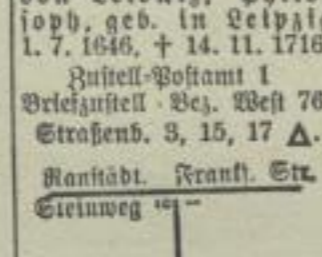 joph, geb. in Leipzi
1. 7. 1646, † 14. 11. 1716
Zustell-Postamt 1
Briefzustell-Bez. West 76
Straßenb. 3, 15, 17 △.
Ranstädt. Frankf. Str.
Steinweg